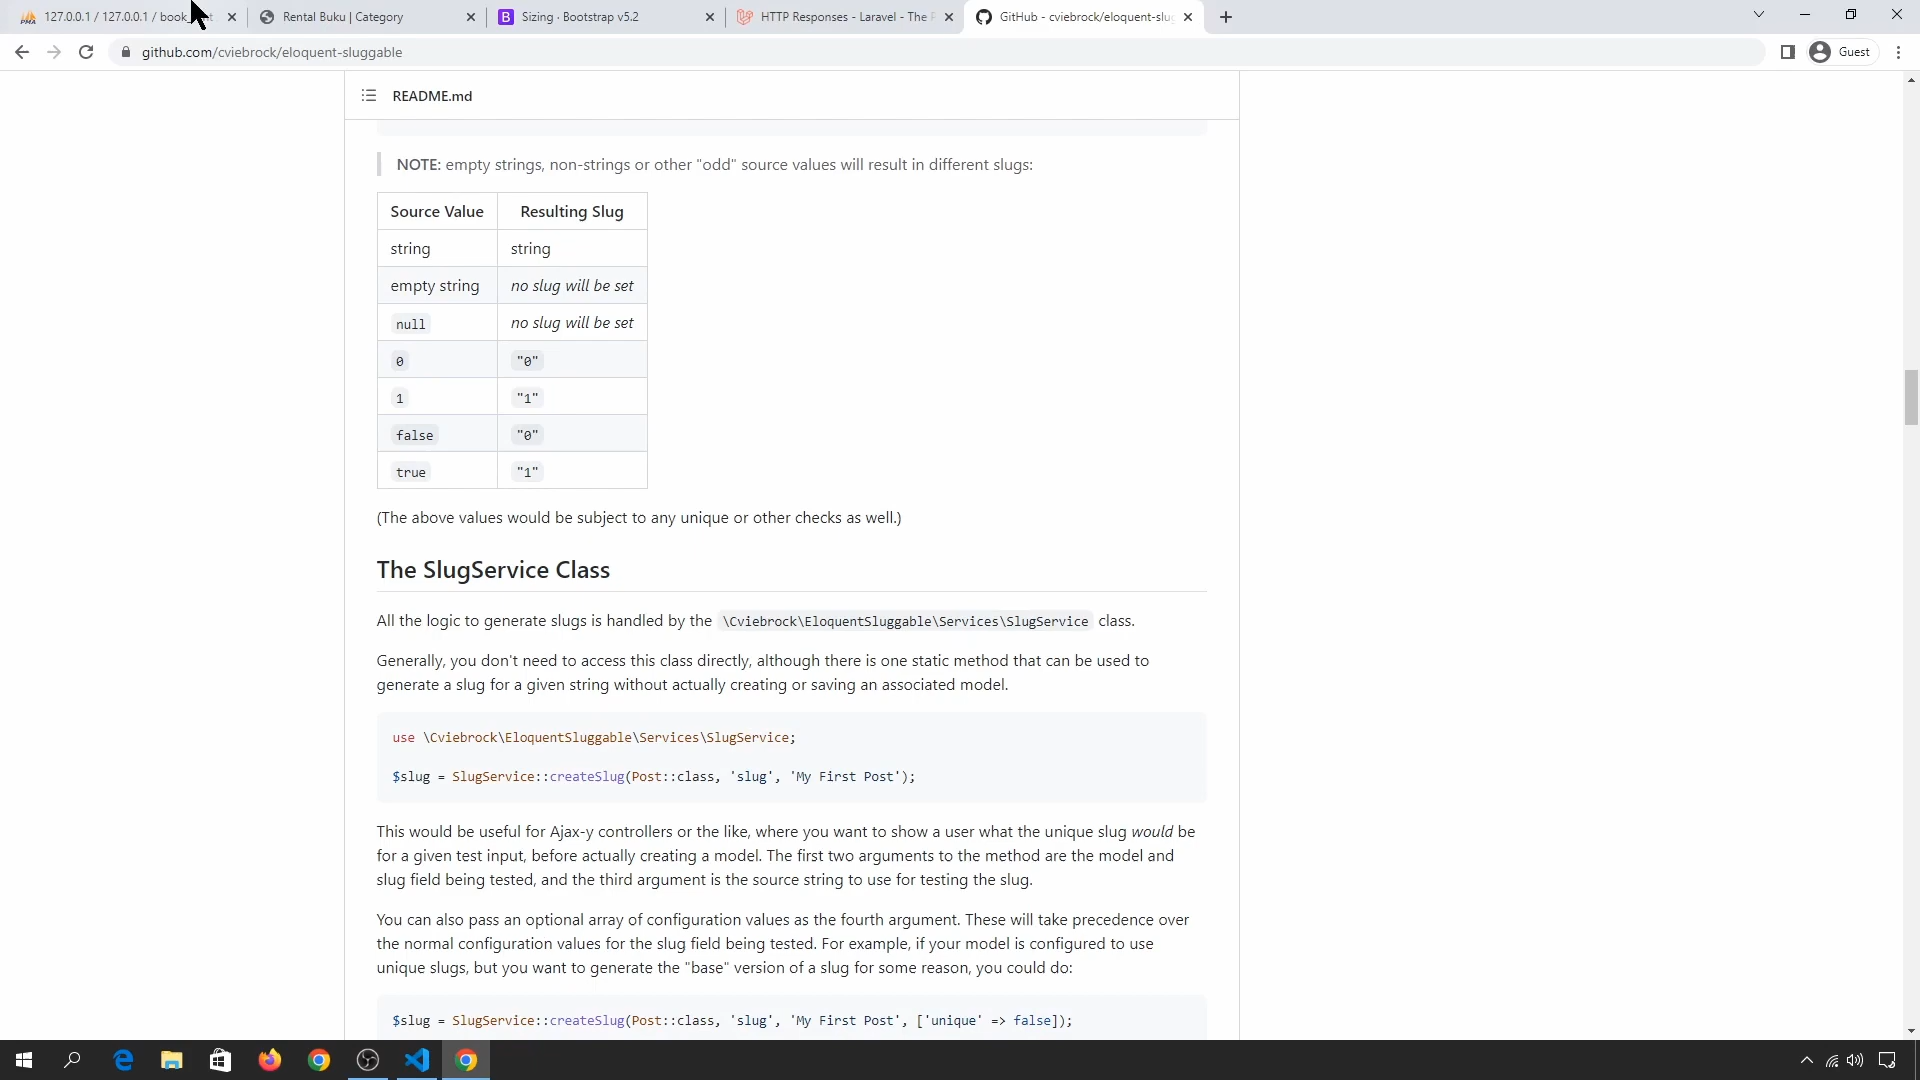 127.0.0.1 / 127.0.0.1 / book
Rental Buku | Category
Sizing · Bootstrap v5.2
HTTP Responses - Laravel - The P
GitHub - cviebrock/eloquent-slug
github.com/cviebrock/eloquent-sluggable
Guest
README.md
NOTE: empty strings, non-strings or other "odd" source values will result in different slugs:
Source Value Resulting Slug
string string
empty string no slug will be set
null no slug will be set
0 "0"
1 "1"
false "0"
true "1"
(The above values would be subject to any unique or other checks as well.)
The SlugService Class
All the logic to generate slugs is handled by the \Cviebrock\EloquentSluggable\Services\SlugService class.
Generally, you don't need to access this class directly, although there is one static method that can be used to
generate a slug for a given string without actually creating or saving an associated model.
use \Cviebrock\EloquentSluggable\Services\SlugService;
$slug = SlugService::createSlug(Post::class, 'slug', 'My First Post');
This would be useful for Ajax-y controllers or the like, where you want to show a user what the unique slug would be
for a given test input, before actually creating a model. The first two arguments to the method are the model and
slug field being tested, and the third argument is the source string to use for testing the slug.
You can also pass an optional array of configuration values as the fourth argument. These will take precedence over
the normal configuration values for the slug field being tested. For example, if your model is configured to use
unique slugs, but you want to generate the "base" version of a slug for some reason, you could do:
$slug = SlugService::createSlug(Post::class, 'slug', 'My First Post', ['unique' => false]);